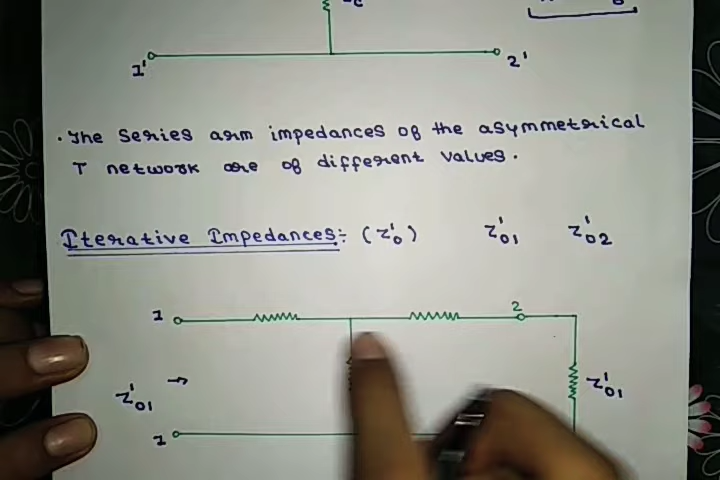 1' 2'
. The series arm impedances of the asymmetrical
T network are of different values.
Iterative Impedances:- (Z'0) Z'01 Z'02
1 2
Z'01 → Z'01
1